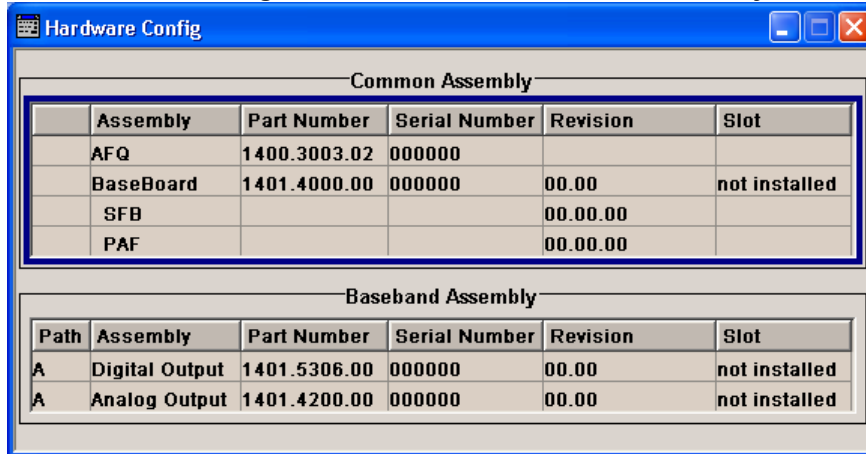 Hardware Config
Common Assembly
Assembly Part Number Serial Number Revision Slot
AFQ 1400.3003.02 000000
BaseBoard 1401.4000.00 000000 00.00 not installed
SFB 00.00.00
PAF 00.00.00
Baseband Assembly
Path Assembly Part Number Serial Number Revision Slot
A Digital Output 1401.5306.00 000000 00.00 not installed
A Analog Output 1401.4200.00 000000 00.00 not installed